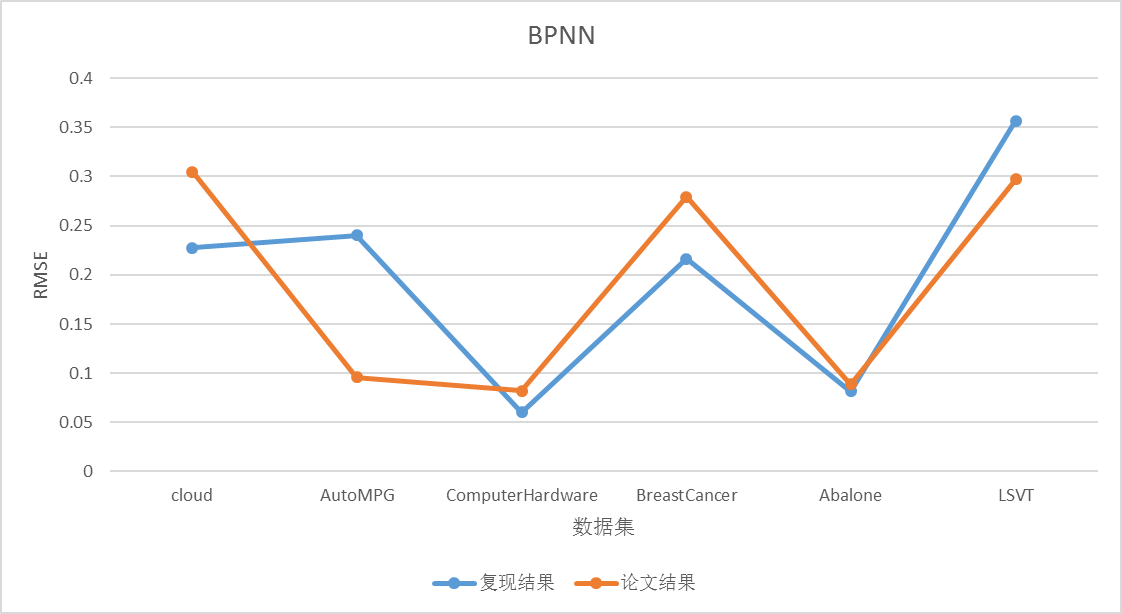 BPNN
0.4
0.35
0.3
0.25
0.2
0.15
0.1
0.05
0
RMSE
cloud AutoMPG ComputerHardware BreastCancer Abalone LSVT
数据集
复现结果 论文结果